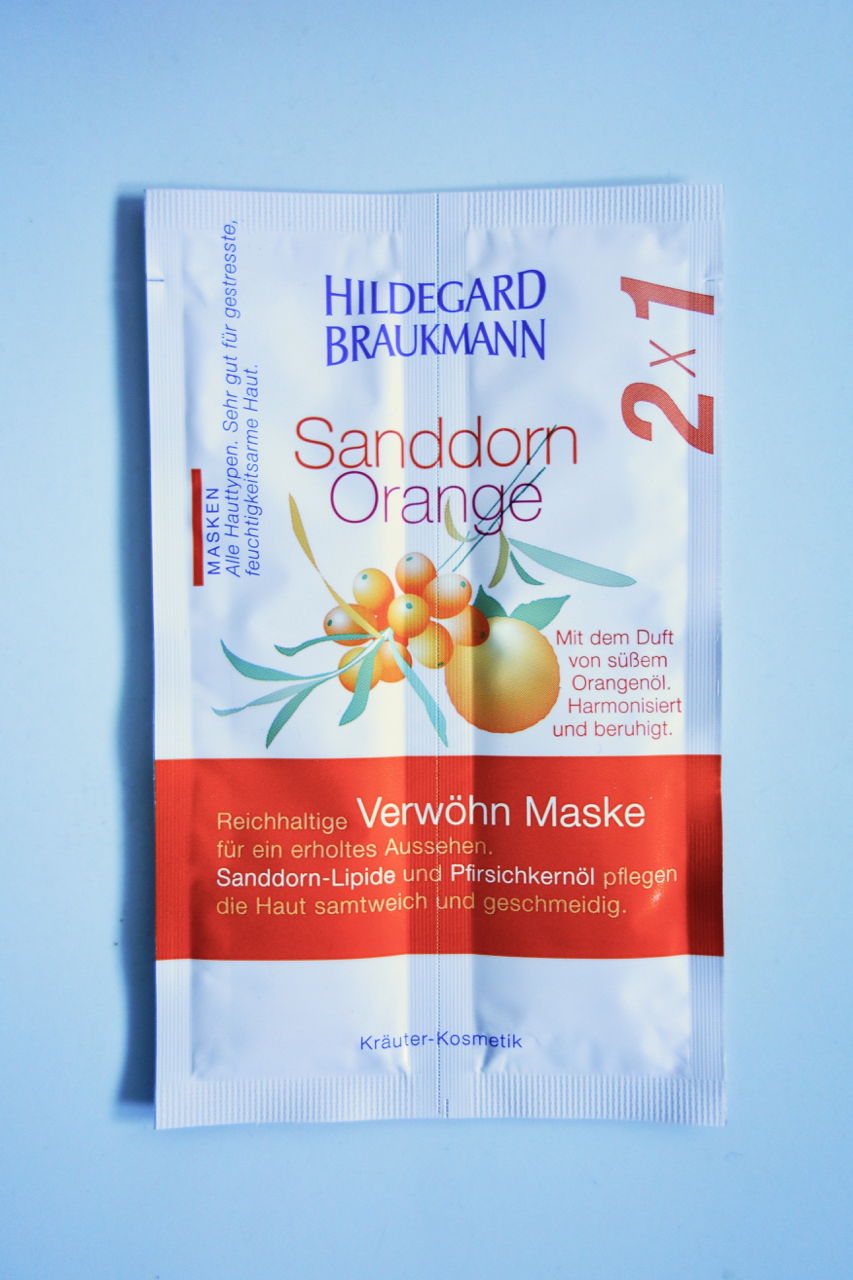 HILDEGARD
BRAUKMANN
2 x 1
Sanddorn
Orange
MASKEN
Alle Hauttypen. Sehr gut für gestresste,
feuchtigkeitsarme Haut.
Mit dem Duft
von süßem
Orangenöl.
Harmonisiert
und beruhigt.
Reichhaltige Verwöhn Maske
für ein erholtes Aussehen.
Sanddorn-Lipide und Pfirsichkernöl pflegen
die Haut samtweich und geschmeidig.
Kräuter-Kosmetik